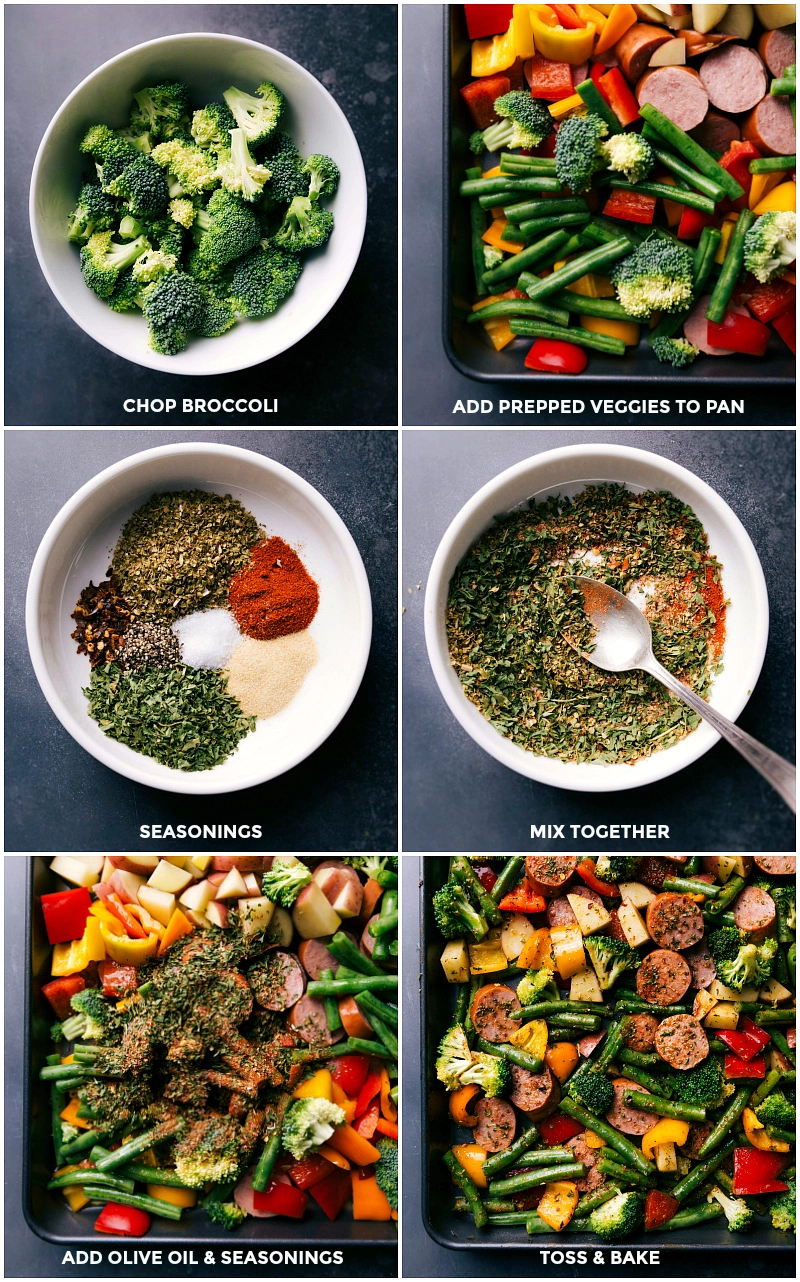 CHOP BROCCOLI
ADD PREPPED VEGGIES TO PAN
SEASONINGS
MIX TOGETHER
ADD OLIVE OIL & SEASONINGS
TOSS & BAKE